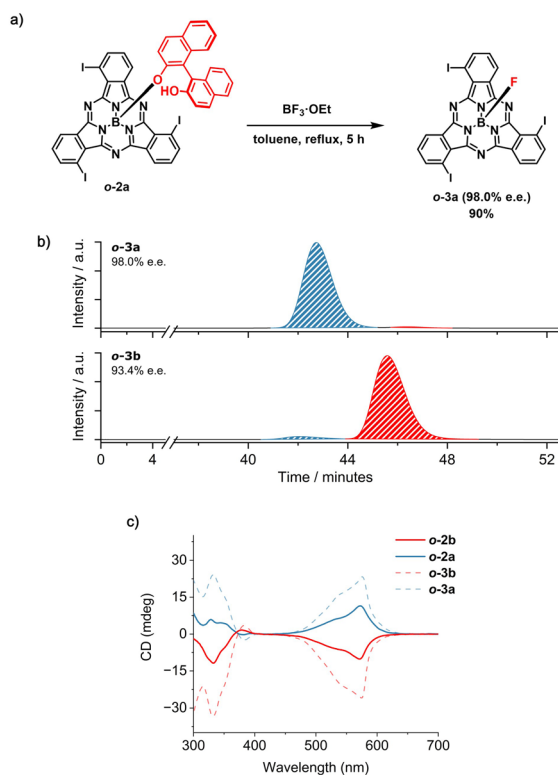 a)
I
O
HO
N
N
N
B
N
N
N
I
I
o-2a
BF3·OEt
toluene, reflux, 5 h
I
F
N
N
N
B
N
N
N
I
I
o-3a (98.0% e.e.)
90%
b)
Intensity / a.u.
o-3a
98.0% e.e.
Intensity / a.u.
o-3b
93.4% e.e.
0 4 40 44 48 52
Time / minutes
c)
CD (mdeg)
30
15
0
−15
−30
o-2b
o-2a
o-3b
o-3a
300 400 500 600 700
Wavelength (nm)